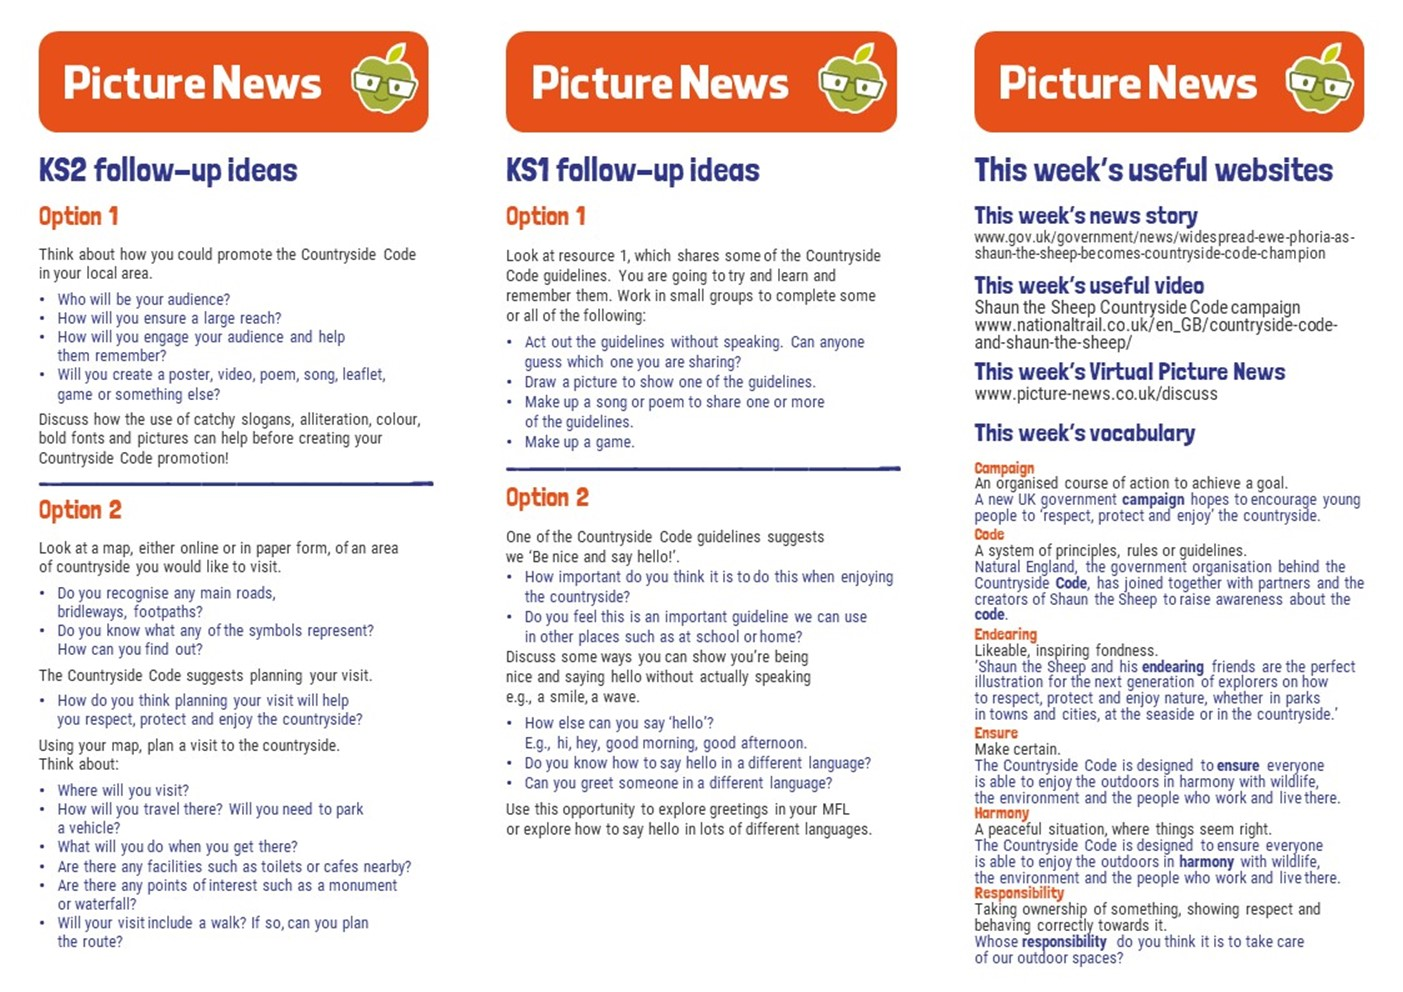 Picture News
KS2 follow-up ideas
Option 1
Think about how you could promote the Countryside Code
in your local area.
• Who will be your audience?
• How will you ensure a large reach?
• How will you engage your audience and help
them remember?
• Will you create a poster, video, poem, song, leaflet,
game or something else?
Discuss how the use of catchy slogans, alliteration, colour,
bold fonts and pictures can help before creating your
Countryside Code promotion!
Option 2
Look at a map, either online or in paper form, of an area
of countryside you would like to visit.
• Do you recognise any main roads,
bridleways, footpaths?
• Do you know what any of the symbols represent?
How can you find out?
The Countryside Code suggests planning your visit.
• How do you think planning your visit will help
you respect, protect and enjoy the countryside?
Using your map, plan a visit to the countryside.
Think about:
• Where will you visit?
• How will you travel there? Will you need to park
a vehicle?
• What will you do when you get there?
• Are there any facilities such as toilets or cafes nearby?
• Are there any points of interest such as a monument
or waterfall?
• Will your visit include a walk? If so, can you plan
the route?
Picture News
KS1 follow-up ideas
Option 1
Look at resource 1, which shares some of the Countryside
Code guidelines. You are going to try and learn and
remember them. Work in small groups to complete some
or all of the following:
• Act out the guidelines without speaking. Can anyone
guess which one you are sharing?
• Draw a picture to show one of the guidelines.
• Make up a song or poem to share one or more
of the guidelines.
• Make up a game.
Option 2
One of the Countryside Code guidelines suggests
we 'Be nice and say hello!'.
• How important do you think it is to do this when enjoying
the countryside?
• Do you feel this is an important guideline we can use
in other places such as at school or home?
Discuss some ways you can show you're being
nice and saying hello without actually speaking
e.g., a smile, a wave.
• How else can you say 'hello'?
E.g., hi, hey, good morning, good afternoon.
• Do you know how to say hello in a different language?
• Can you greet someone in a different language?
Use this opportunity to explore greetings in your MFL
or explore how to say hello in lots of different languages.
Picture News
This week's useful websites
This week's news story
www.gov.uk/government/news/widespread-ewe-phoria-as-
shaun-the-sheep-becomes-countryside-code-champion
This week's useful video
Shaun the Sheep Countryside Code campaign
www.nationaltrail.co.uk/en_GB/countryside-code-
and-shaun-the-sheep/
This week's Virtual Picture News
www.picture-news.co.uk/discuss
This week's vocabulary
Campaign
An organised course of action to achieve a goal.
A new UK government campaign hopes to encourage young
people to 'respect, protect and enjoy' the countryside.
Code
A system of principles, rules or guidelines.
Natural England, the government organisation behind the
Countryside Code, has joined together with partners and the
creators of Shaun the Sheep to raise awareness about the
code.
Endearing
Likeable, inspiring fondness.
'Shaun the Sheep and his endearing friends are the perfect
illustration for the next generation of explorers on how
to respect, protect and enjoy nature, whether in parks
in towns and cities, at the seaside or in the countryside.'
Ensure
Make certain.
The Countryside Code is designed to ensure everyone
is able to enjoy the outdoors in harmony with wildlife,
the environment and the people who work and live there.
Harmony
A peaceful situation, where things seem right.
The Countryside Code is designed to ensure everyone
is able to enjoy the outdoors in harmony with wildlife,
the environment and the people who work and live there.
Responsibility
Taking ownership of something, showing respect and
behaving correctly towards it.
Whose responsibility do you think it is to take care
of our outdoor spaces?